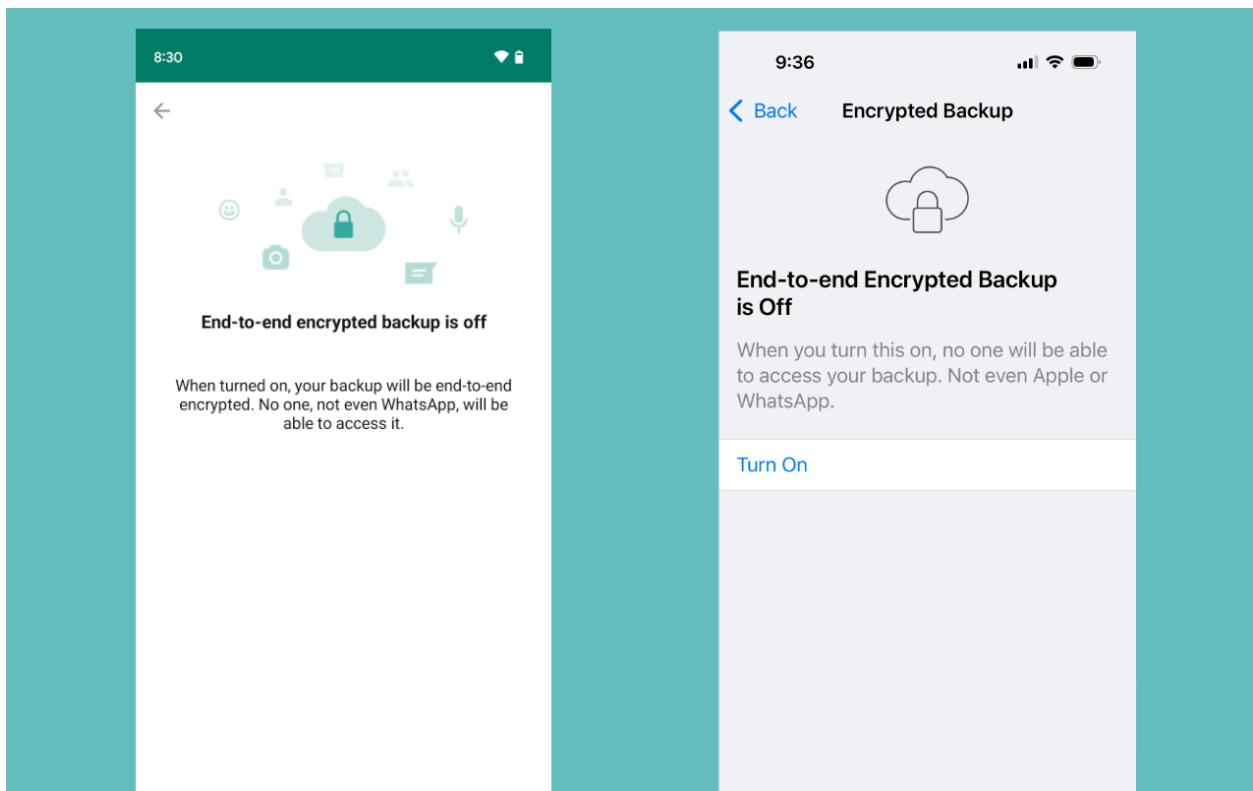 8:30
End-to-end encrypted backup is off
When turned on, your backup will be end-to-end
encrypted. No one, not even WhatsApp, will be
able to access it.
9:36
Back Encrypted Backup
End-to-end Encrypted Backup
is Off
When you turn this on, no one will be able
to access your backup. Not even Apple or
WhatsApp.
Turn On